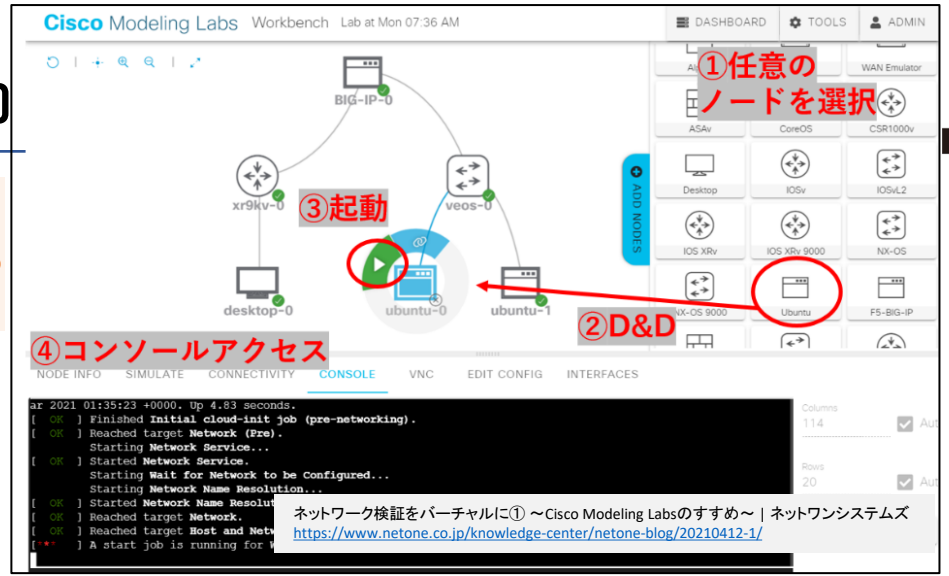 Cisco Modeling Labs Workbench Lab at Mon 07:36 AM
DASHBOARD TOOLS ADMIN
①任意の
ノードを選択
WAN Emulator
ASAv CoreOS CSR1000v
Desktop IOSv IOSvL2
IOS XRv IOS XRv 9000 NX-OS
NX-OS 9000 Ubuntu F5-BIG-IP
ADD NODES
BIG-IP-0
xr9kv-0
veos-0
③起動
desktop-0
ubuntu-0
ubuntu-1
②D&D
④コンソールアクセス
NODE INFO SIMULATE CONNECTIVITY CONSOLE VNC EDIT CONFIG INTERFACES
ar 2021 01:35:23 +0000. Up 4.83 seconds.
[ OK ] Finished Initial cloud-init job (pre-networking).
[ OK ] Reached target Network (Pre).
Starting Network Service...
[ OK ] Started Network Service.
Starting Wait for Network to be Configured...
Starting Network Name Resolution...
[ OK ] Started Network Name Resolut
[ OK ] Reached target Network.
[ OK ] Reached target Host and Netw
[*** ] A start job is running for W
Columns
114
Aut
Rows
20
Aut
ネットワーク検証をバーチャルに① ～Cisco Modeling Labsのすすめ～ | ネットワンシステムズ
https://www.netone.co.jp/knowledge-center/netone-blog/20210412-1/